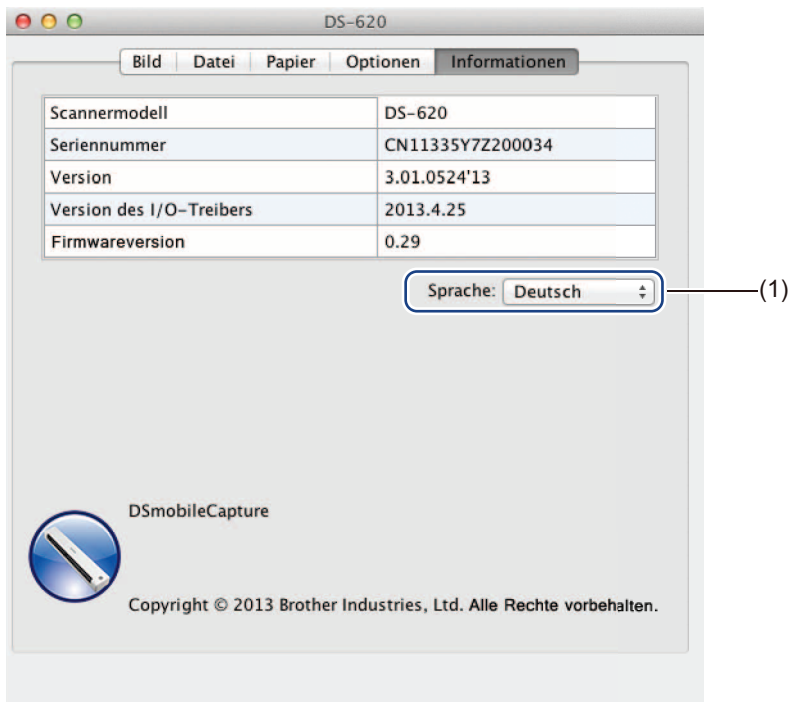 DS-620
Bild Datei Papier Optionen Informationen
Scannermodell DS-620
Seriennummer CN11335Y7Z200034
Version 3.01.0524'13
Version des I/O-Treibers 2013.4.25
Firmwareversion 0.29
Sprache: Deutsch (1)
DSmobileCapture
Copyright © 2013 Brother Industries, Ltd. Alle Rechte vorbehalten.